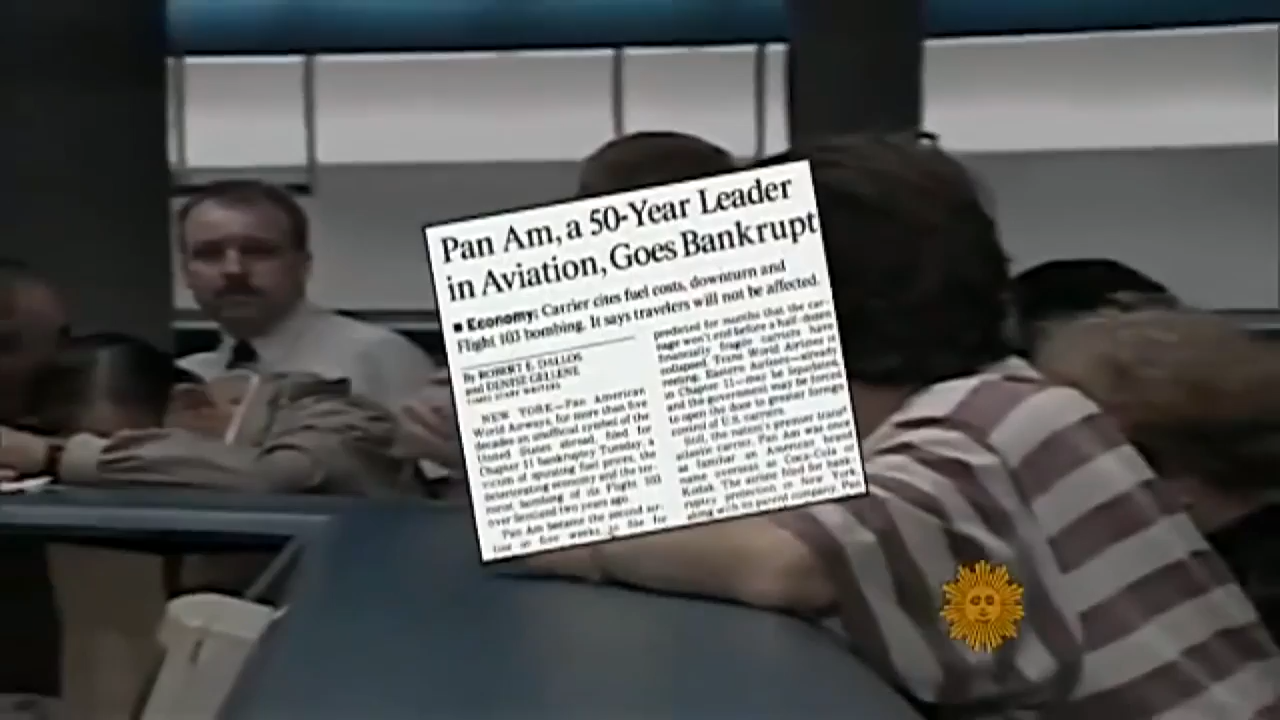 Pan Am, a 50-Year Leader
in Aviation, Goes Bankrupt
■ Economy: Carrier cites fuel costs, downturn and
Flight 103 bombing. It says travelers will not be affected.
By ROBERT E. DALLOS
and DENISE GELLENE
TIMES STAFF WRITERS
NEW YORK—Pan American
World Airways, for more than five
decades an unofficial symbol of the
United States abroad, filed for
Chapter 11 bankruptcy Tuesday, a
victim of spurating fuel prices, the
deteriorating economy and the ter-
rorist bombing of its Flight 103
over Scotland two years ago.
Pan Am became the second air-
line in five weeks to file for
predicted for months that the car-
nage won't end before a half-dozen
financially fragile carriers have
collapsed. Trans World Airlines is
reeling. Eastern Airlines—already
in Chapter 11—may be liquidated
and the government may be forced
to open the door to greater foreign
control of U.S. carriers.
Still, the nation's premier trans-
atlantic carrier, Pan Am was once
as familiar an American brand
name overseas as Coca-Cola or
Kodak. The airline filed for bank-
ruptcy protection in New York
along with its parent company, Pan